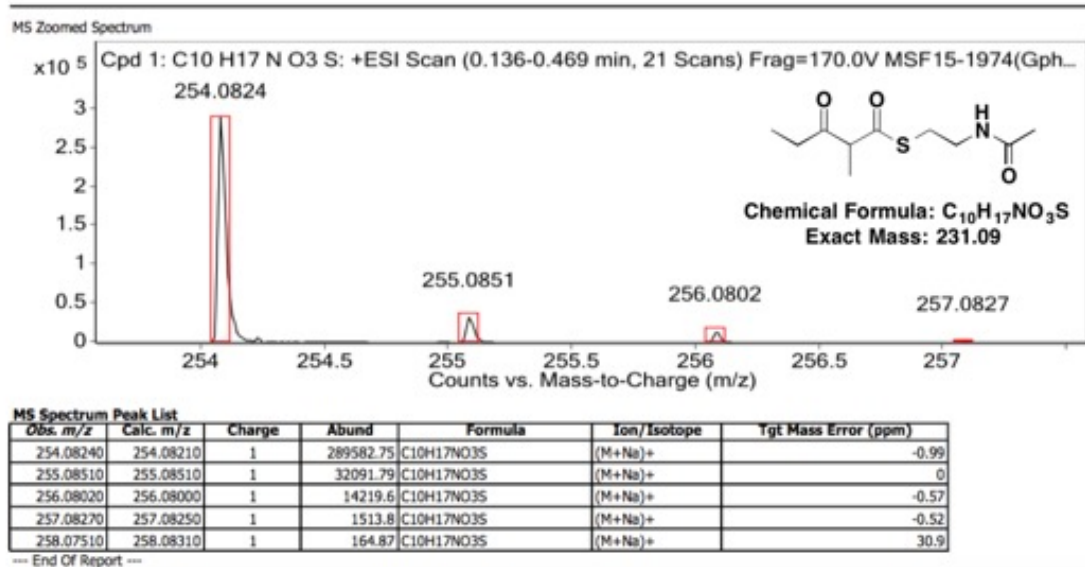 MS Zoomed Spectrum
x10 5 Cpd 1: C10 H17 N O3 S: +ESI Scan (0.136-0.469 min, 21 Scans) Frag=170.0V MSF15-1974(Gph...
254.0824
3
2.5
2
1.5
1
0.5
0
255.0851
256.0802
257.0827
O O H
S N
O
Chemical Formula: C10H17NO3S
Exact Mass: 231.09
254 254.5 255 255.5 256 256.5 257
Counts vs. Mass-to-Charge (m/z)
MS Spectrum Peak List
Obs. m/z Calc. m/z Charge Abund Formula Ion/Isotope Tgt Mass Error (ppm)
254.08240 254.08210 1 289582.75 C10H17NO3S (M+Na)+ -0.99
255.08510 255.08510 1 32091.79 C10H17NO3S (M+Na)+ 0
256.08020 256.08000 1 14219.6 C10H17NO3S (M+Na)+ -0.57
257.08270 257.08250 1 1513.8 C10H17NO3S (M+Na)+ -0.52
258.07510 258.08310 1 164.87 C10H17NO3S (M+Na)+ 30.9
--- End Of Report ---